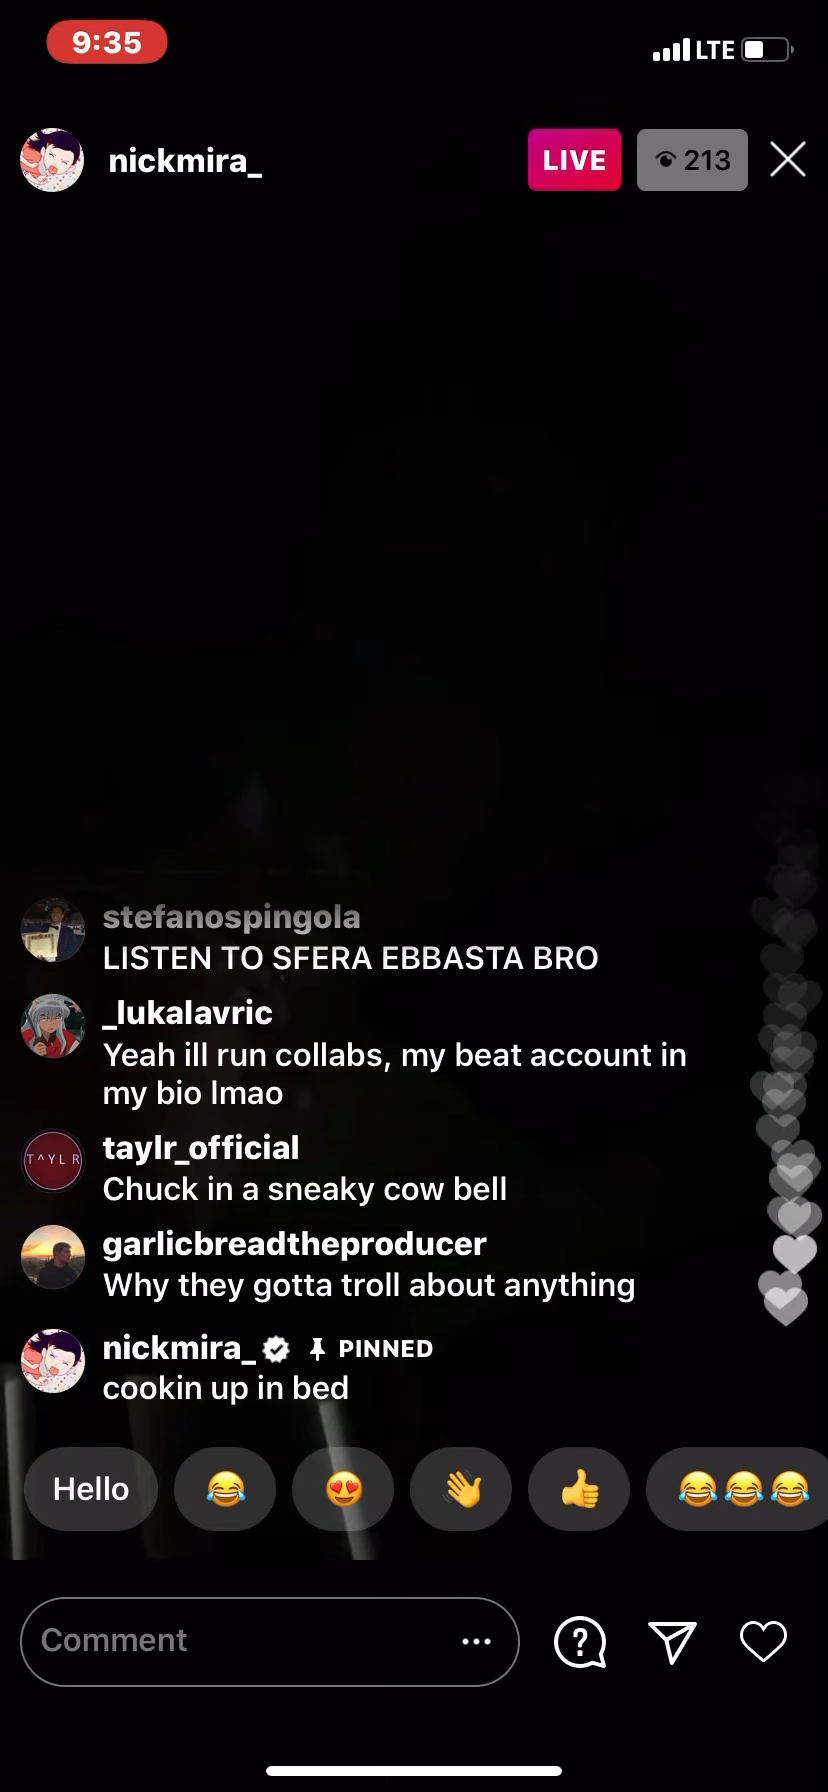 9:35
LTE
nickmira_
LIVE
213
stefanospingola
LISTEN TO SFERA EBBASTA BRO
_lukalavric
Yeah ill run collabs, my beat account in
my bio lmao
T^YLR
taylr_official
Chuck in a sneaky cow bell
garlicbreadtheproducer
Why they gotta troll about anything
nickmira_ PINNED
cookin up in bed
Hello 😂 😍 👋 👍 😂😂😂
Comment